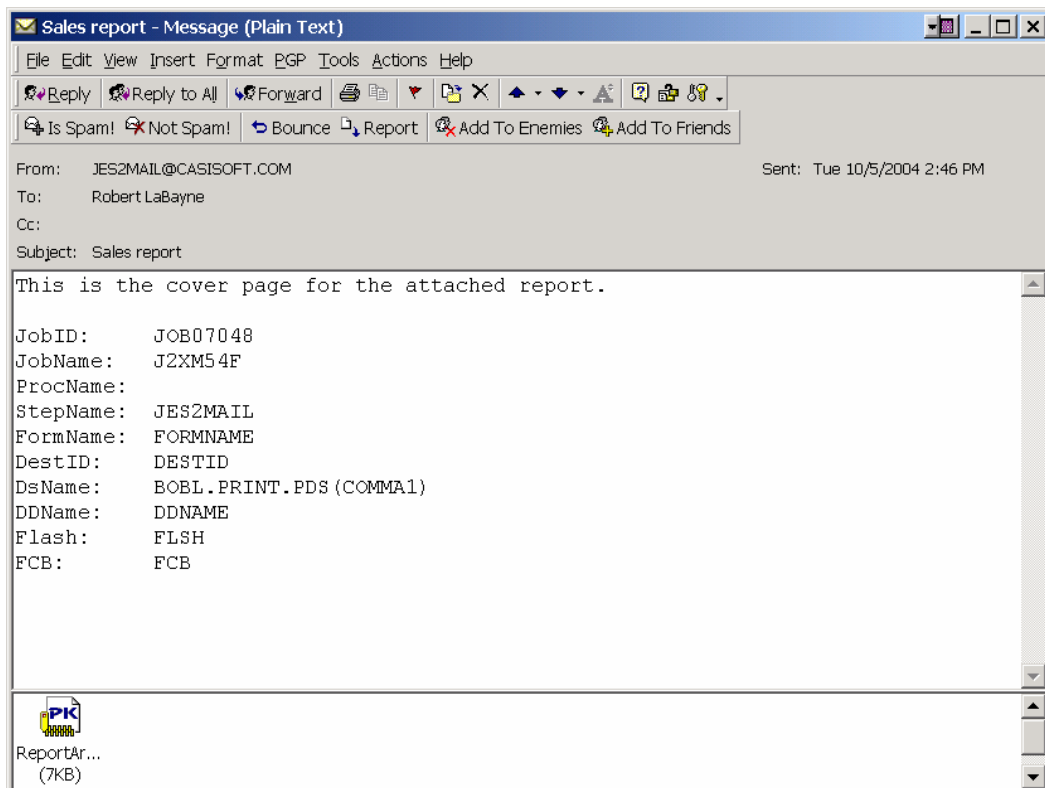 Sales report - Message (Plain Text)
File Edit View Insert Format PGP Tools Actions Help
Reply Reply to All Forward
Is Spam! Not Spam! Bounce Report Add To Enemies Add To Friends
From: JES2MAIL@CASISOFT.COM Sent: Tue 10/5/2004 2:46 PM
To: Robert LaBayne
Cc:
Subject: Sales report
This is the cover page for the attached report.
JobID: JOB07048
JobName: J2XM54F
ProcName:
StepName: JES2MAIL
FormName: FORMNAME
DestID: DESTID
DsName: BOBL.PRINT.PDS(COMMA1)
DDName: DDNAME
Flash: FLSH
FCB: FCB
PK
ReportAr...
(7KB)